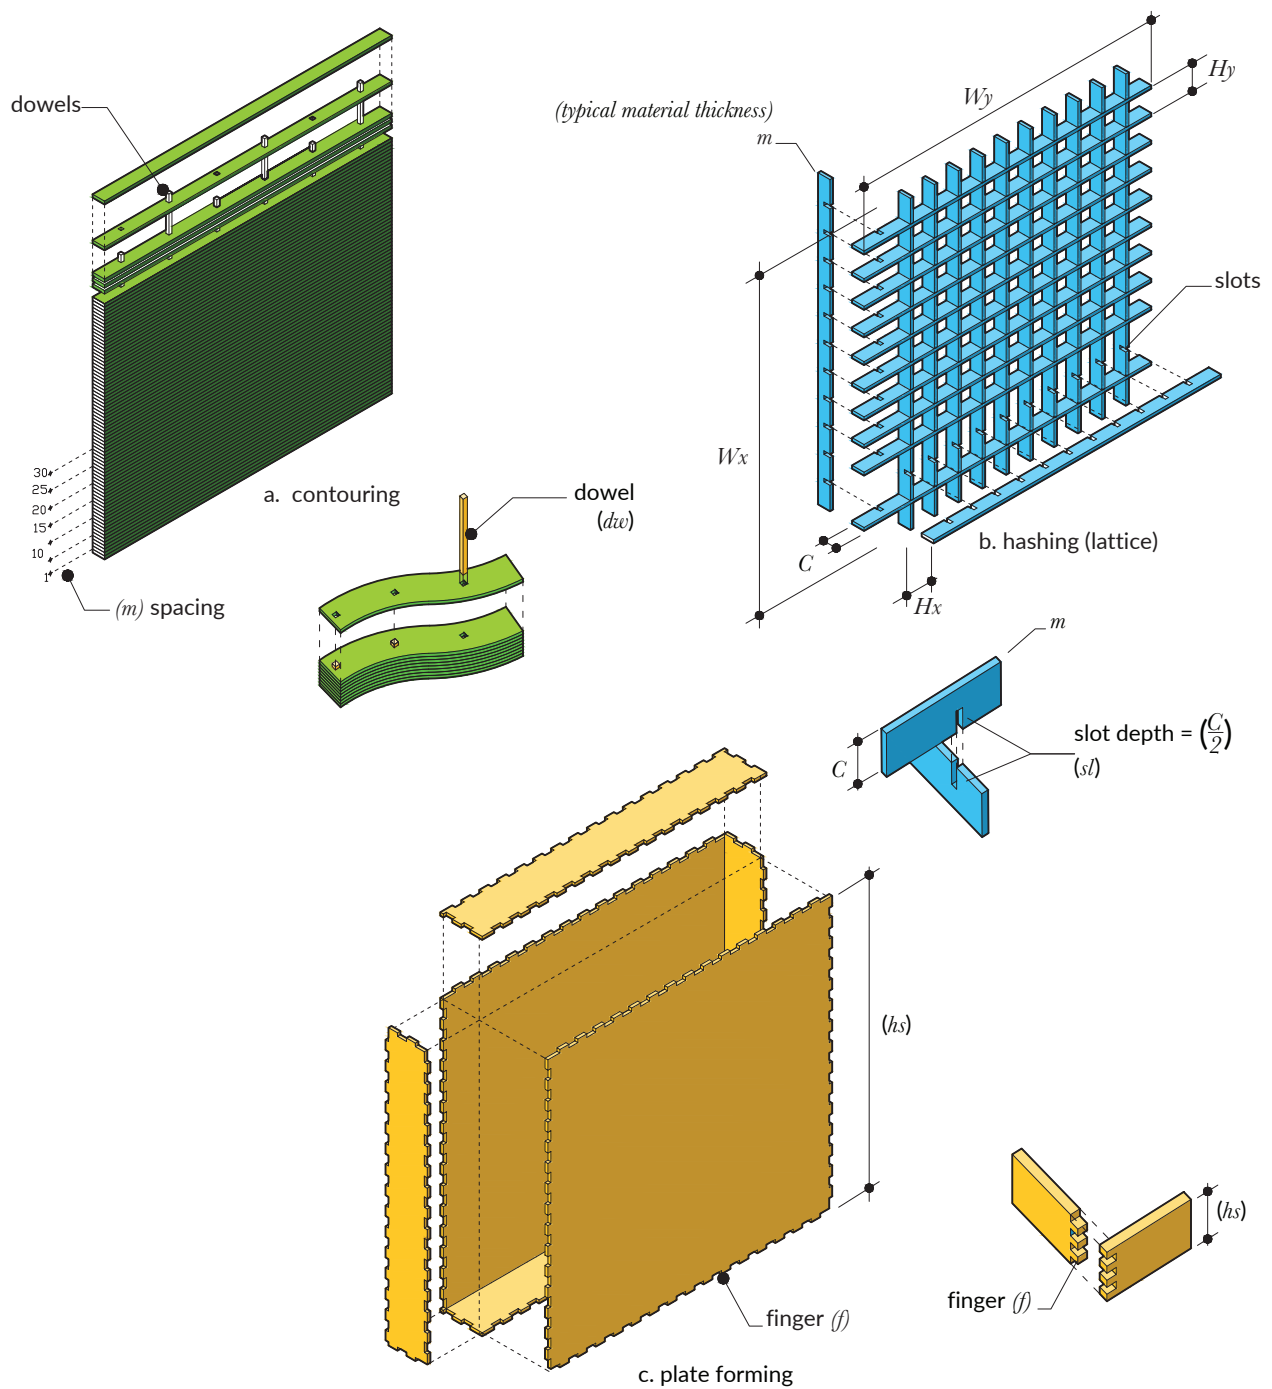 dowels
30
25
20
15
10
1
(m) spacing
a. contouring
dowel
(dw)
(typical material thickness)
m
Wy
Hy
slots
Wx
C
Hx
b. hashing (lattice)
m
C
slot depth = (C/2)
(sl)
(hs)
finger (f)
c. plate forming
(hs)
finger (f)